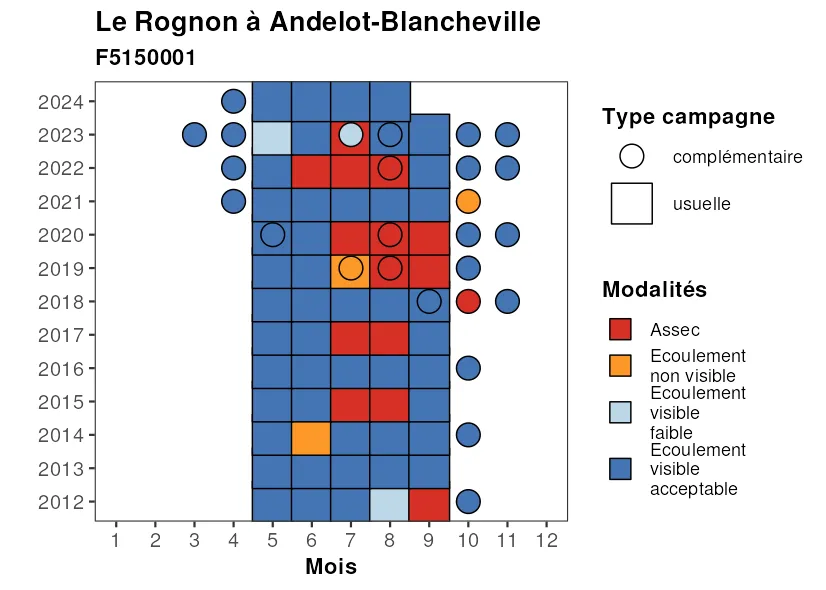 Le Rognon à Andelot-Blancheville
F5150001
2024
2023
2022
2021
2020
2019
2018
2017
2016
2015
2014
2013
2012
1 2 3 4 5 6 7 8 9 10 11 12
Mois
Type campagne
complémentaire
usuelle
Modalités
Assec
Ecoulement
non visible
Ecoulement
visible
faible
Ecoulement
visible
acceptable